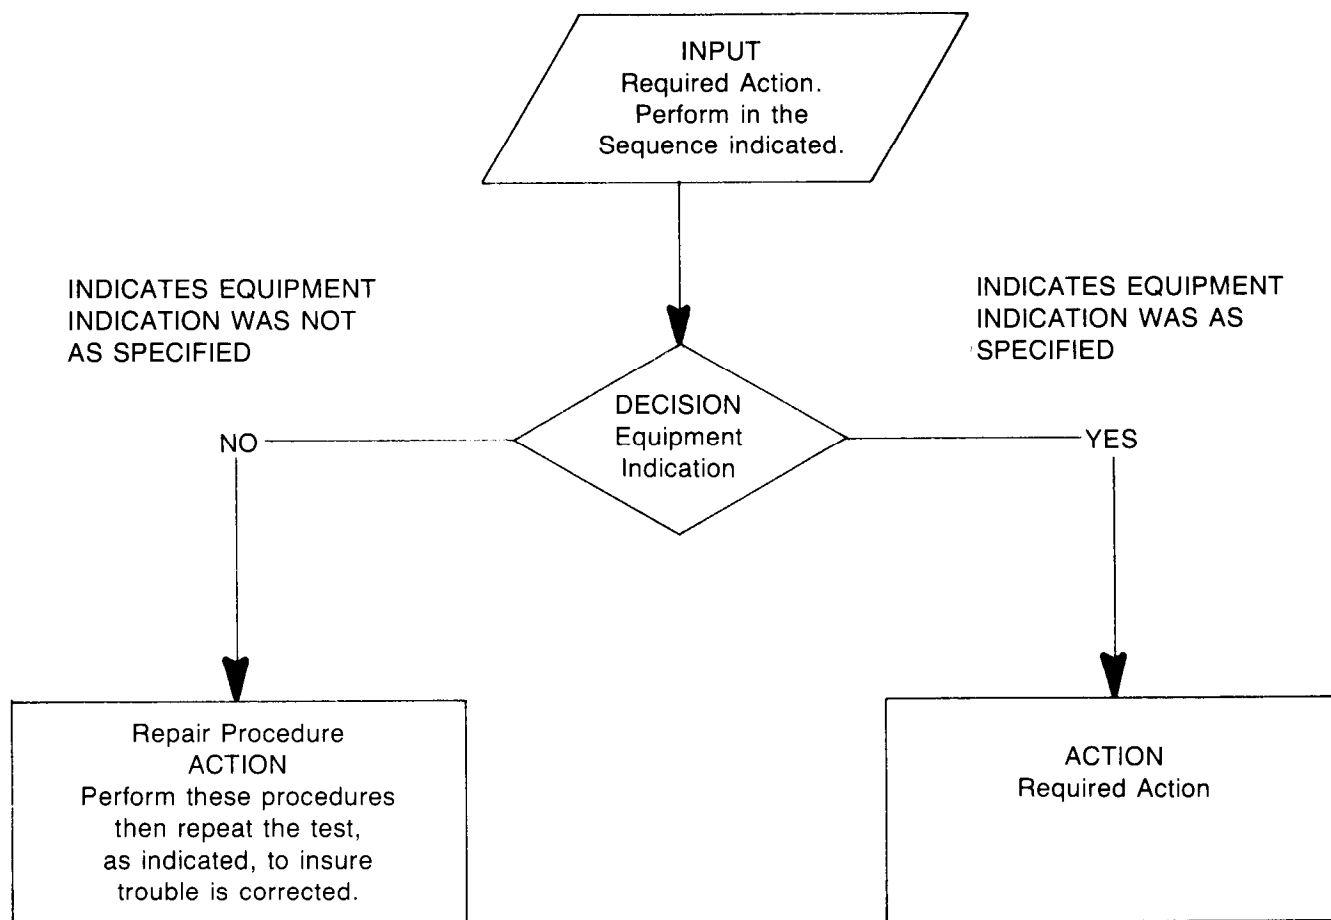 INPUT
Required Action.
Perform in the
Sequence indicated.
INDICATES EQUIPMENT
INDICATION WAS NOT
AS SPECIFIED
INDICATES EQUIPMENT
INDICATION WAS AS
SPECIFIED
DECISION
Equipment
Indication
NO
YES
Repair Procedure
ACTION
Perform these procedures
then repeat the test,
as indicated, to insure
trouble is corrected.
ACTION
Required Action